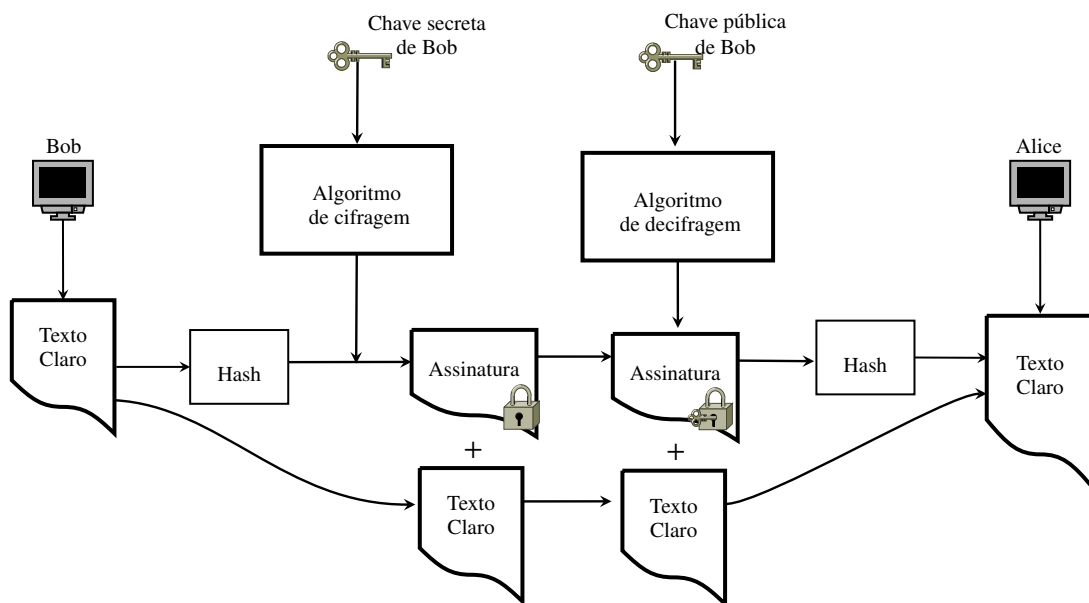 Chave secreta
de Bob
Chave pública
de Bob
Bob
Alice
Algoritmo
de cifragem
Algoritmo
de decifragem
Texto
Claro
Hash
Assinatura
Assinatura
Hash
Texto
Claro
+
+
Texto
Claro
Texto
Claro